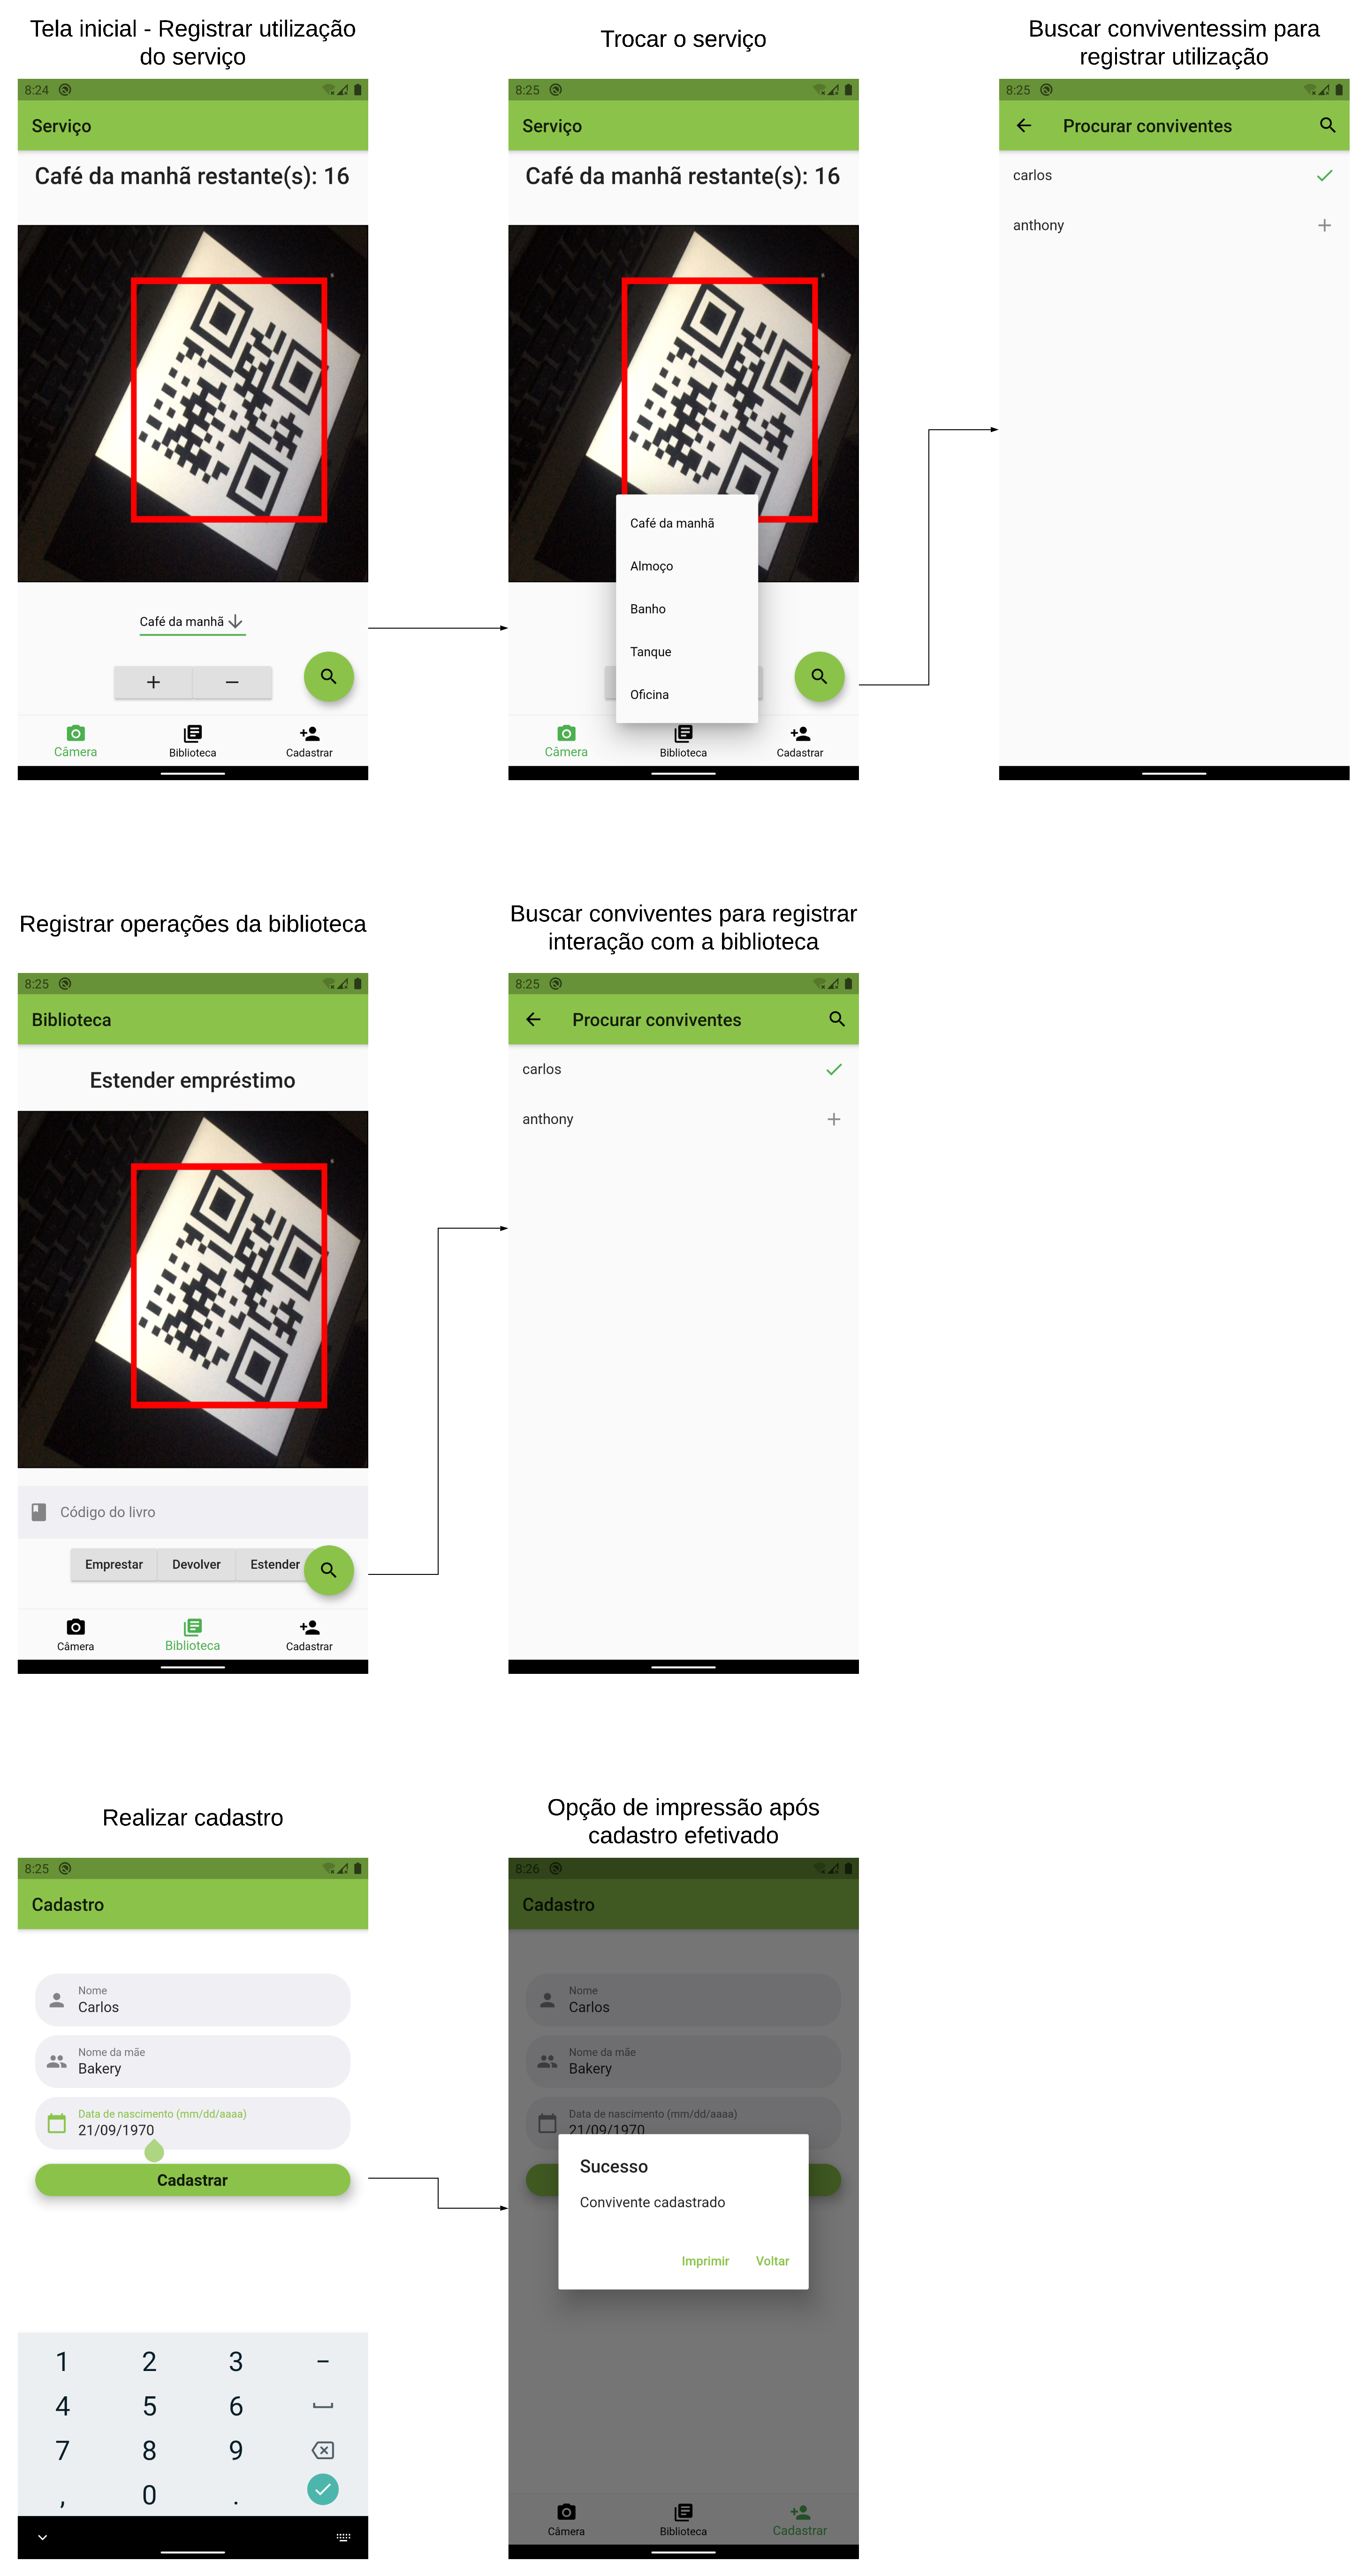 Tela inicial - Registrar utilização
do serviço
8:24
Serviço
Café da manhã restante(s): 16
Café da manhã
+
−
Câmera
Biblioteca
Cadastrar
Trocar o serviço
8:25
Serviço
Café da manhã restante(s): 16
Café da manhã
Almoço
Banho
Tanque
Oficina
Câmera
Biblioteca
Cadastrar
Buscar conviventessim para
registrar utilização
8:25
Procurar conviventes
carlos
anthony
Registrar operações da biblioteca
8:25
Biblioteca
Estender empréstimo
Código do livro
Emprestar Devolver Estender
Câmera
Biblioteca
Cadastrar
Buscar conviventes para registrar
interação com a biblioteca
8:25
Procurar conviventes
carlos
anthony
Realizar cadastro
8:25
Cadastro
Nome
Carlos
Nome da mãe
Bakery
Data de nascimento (mm/dd/aaaa)
21/09/1970
Cadastrar
1 2 3 −
4 5 6
7 8 9
, 0 .
Opção de impressão após
cadastro efetivado
8:26
Cadastro
Nome
Carlos
Nome da mãe
Bakery
Data de nascimento (mm/dd/aaaa)
21/09/1970
Sucesso
Convivente cadastrado
Imprimir Voltar
Câmera
Biblioteca
Cadastrar